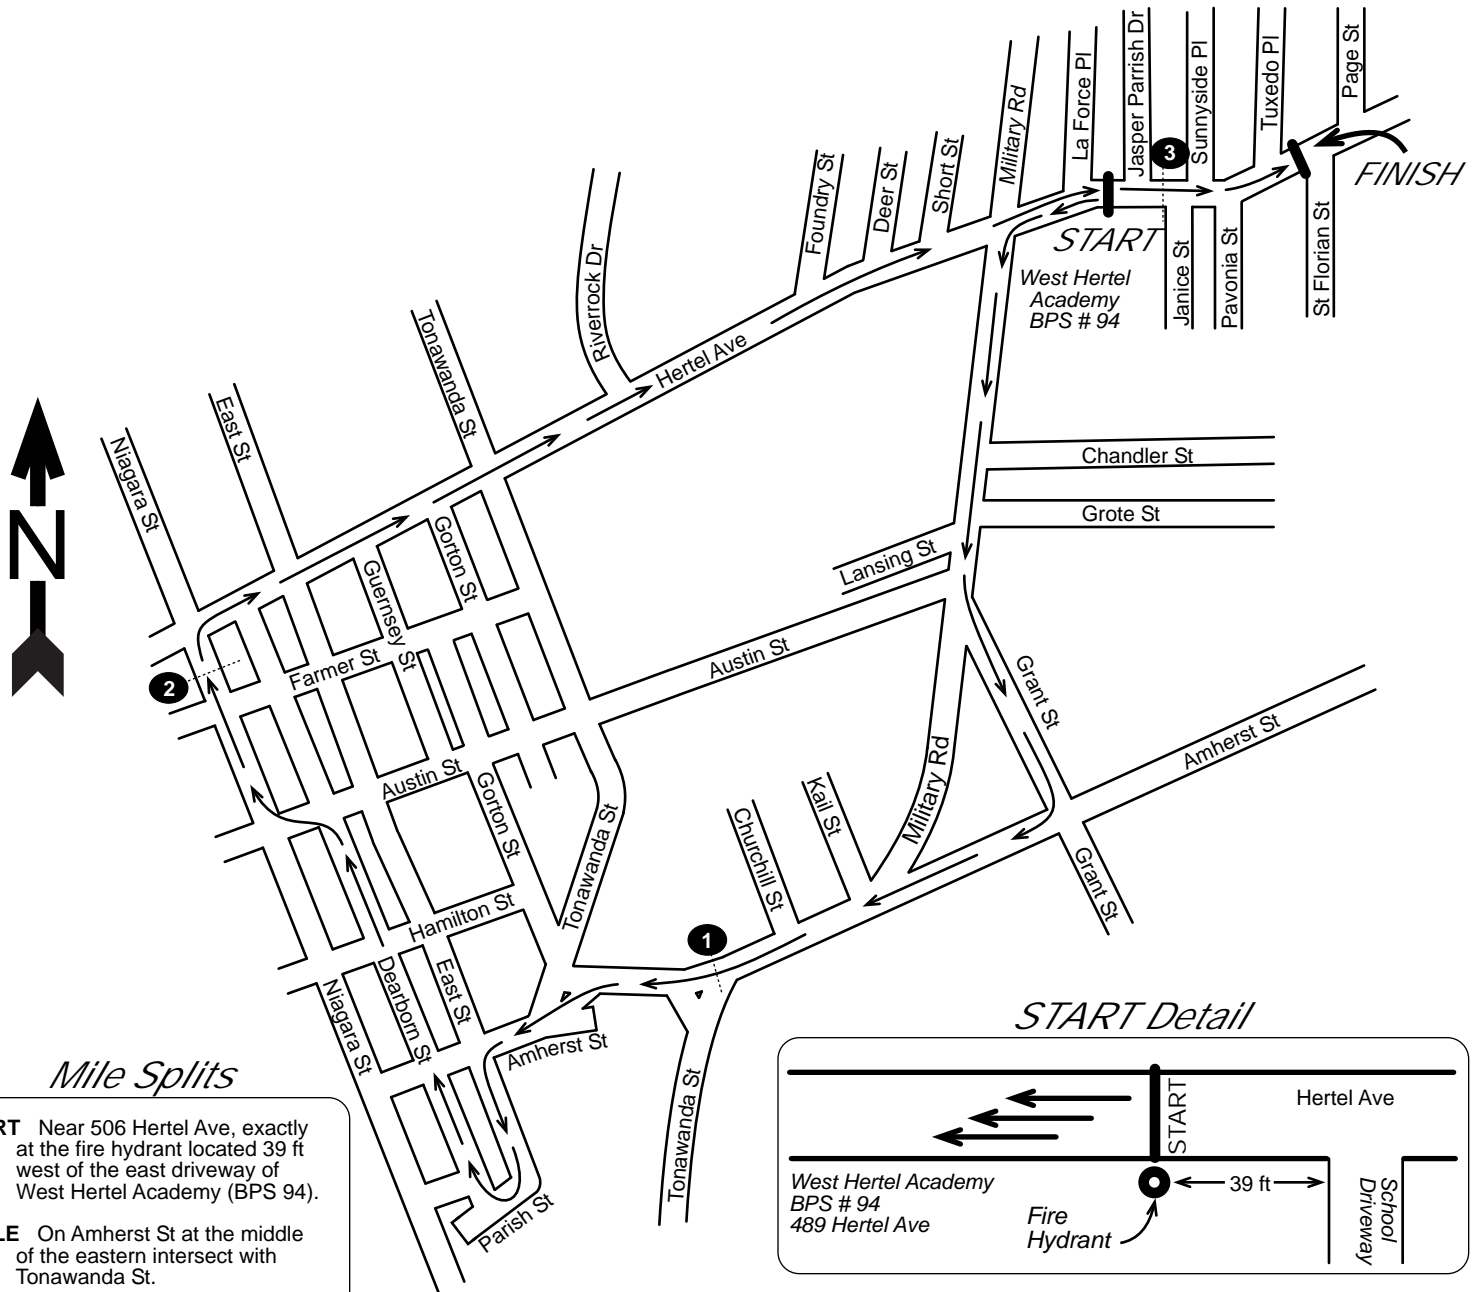 Page St
Tuxedo Pl
Sunnyside Pl
Jasper Parrish Dr
La Force Pl
Military Rd
Short St
Deer St
Foundry St
Riverrock Dr
Tonawanda St
East St
Niagara St
3
FINISH
START
West Hertel
Academy
BPS # 94
Janice St
Pavonia St
St Florian St
Hertel Ave
N
Chandler St
Grote St
Lansing St
Gorton St
Guernsey St
Farmer St
Austin St
2
Grant St
Amherst St
Military Rd
Kail St
Churchill St
Austin St
Gorton St
Tonawanda St
Grant St
Hamilton St
1
Dearborn St
East St
Niagara St
Amherst St
Tonawanda St
Parish St
Mile Splits
RT Near 506 Hertel Ave, exactly
at the fire hydrant located 39 ft
west of the east driveway of
West Hertel Academy (BPS 94).
LE On Amherst St at the middle
of the eastern intersect with
Tonawanda St.
START Detail
START
Hertel Ave
West Hertel Academy
BPS # 94
489 Hertel Ave
39 ft
Fire
Hydrant
School
Driveway